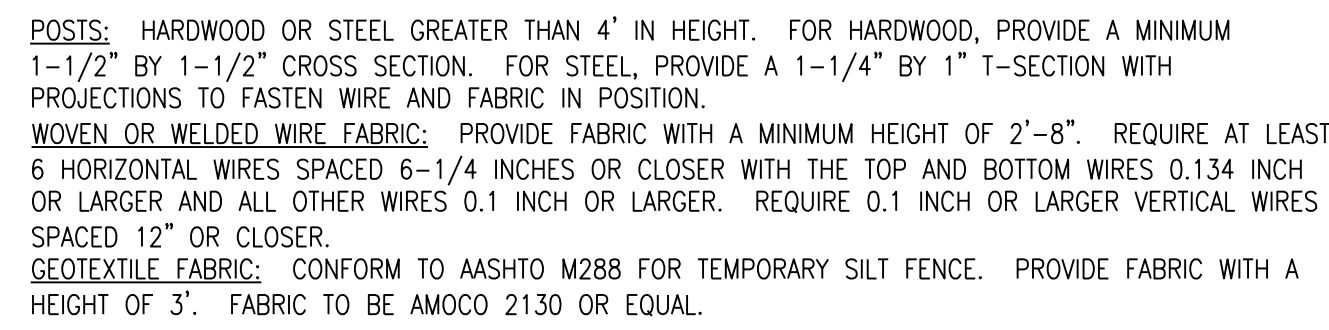 POSTS: HARDWOOD OR STEEL GREATER THAN 4' IN HEIGHT. FOR HARDWOOD, PROVIDE A MINIMUM
1-1/2" BY 1-1/2" CROSS SECTION. FOR STEEL, PROVIDE A 1-1/4" BY 1" T-SECTION WITH
PROJECTIONS TO FASTEN WIRE AND FABRIC IN POSITION.
WOVEN OR WELDED WIRE FABRIC: PROVIDE FABRIC WITH A MINIMUM HEIGHT OF 2'-8". REQUIRE AT LEAST
6 HORIZONTAL WIRES SPACED 6-1/4 INCHES OR CLOSER WITH THE TOP AND BOTTOM WIRES 0.134 INCH
OR LARGER AND ALL OTHER WIRES 0.1 INCH OR LARGER. REQUIRE 0.1 INCH OR LARGER VERTICAL WIRES
SPACED 12" OR CLOSER.
GEOTEXTILE FABRIC: CONFORM TO AASHTO M288 FOR TEMPORARY SILT FENCE. PROVIDE FABRIC WITH A
HEIGHT OF 3'. FABRIC TO BE AMOCO 2130 OR EQUAL.